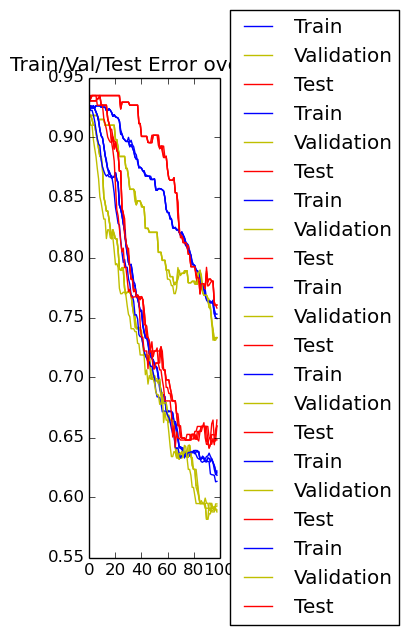 Train/Val/Test Error ove
0.95
0.90
0.85
0.80
0.75
0.70
0.65
0.60
0.55
0 20 40 60 80 100
Train
Validation
Test
Train
Validation
Test
Train
Validation
Test
Train
Validation
Test
Train
Validation
Test
Train
Validation
Test
Train
Validation
Test